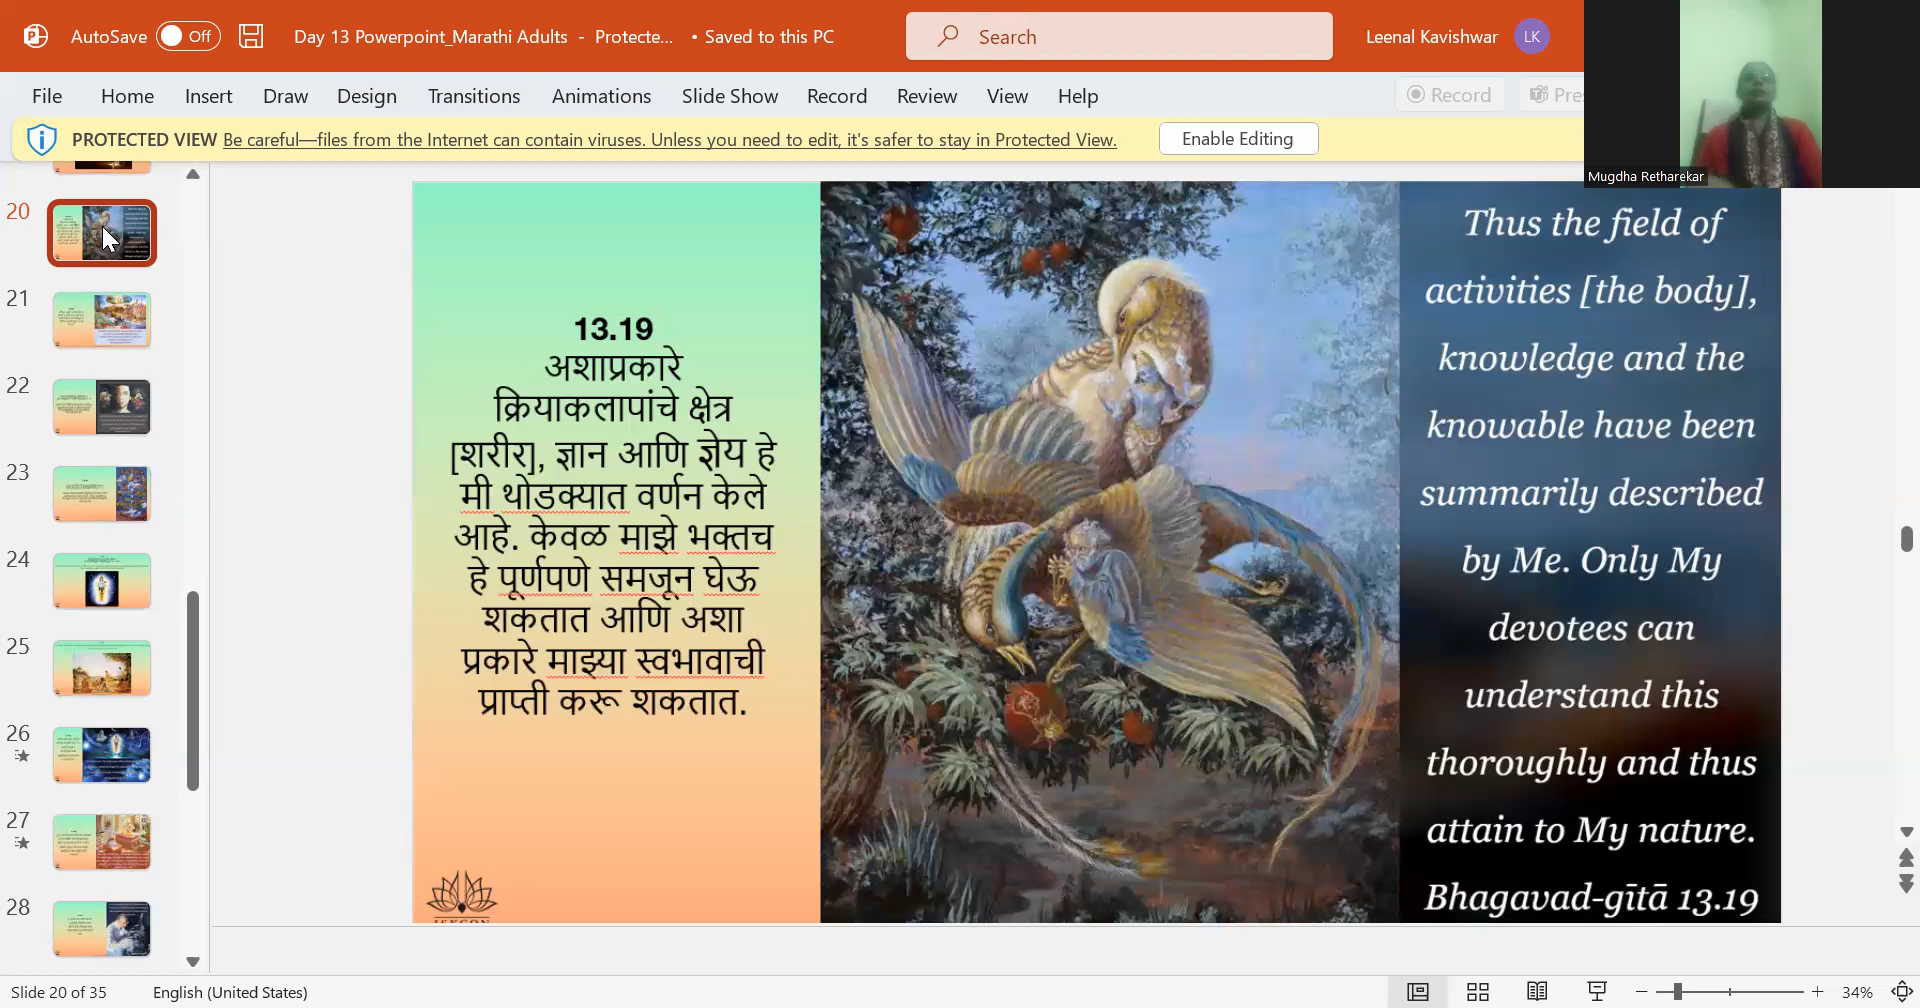 AutoSave Off Day 13 Powerpoint_Marathi Adults - Protecte... • Saved to this PC Search Leenal Kavishwar LK
File Home Insert Draw Design Transitions Animations Slide Show Record Review View Help Record
PROTECTED VIEW Be careful—files from the Internet can contain viruses. Unless you need to edit, it's safer to stay in Protected View. Enable Editing
Mugdha Retharekar
20
21
22
23
24
25
26
27
28
13.19
अशाप्रकारे
क्रियाकलापांचे क्षेत्र
[शरीर], ज्ञान आणि ज्ञेय हे
मी थोडक्यात वर्णन केले
आहे. केवळ माझे भक्तच
हे पूर्णपणे समजून घेऊ
शकतात आणि अशा
प्रकारे माझ्या स्वभावाची
प्राप्ती करू शकतात.
Thus the field of
activities [the body],
knowledge and the
knowable have been
summarily described
by Me. Only My
devotees can
understand this
thoroughly and thus
attain to My nature.
Bhagavad-gītā 13.19
Slide 20 of 35 English (United States) 34%